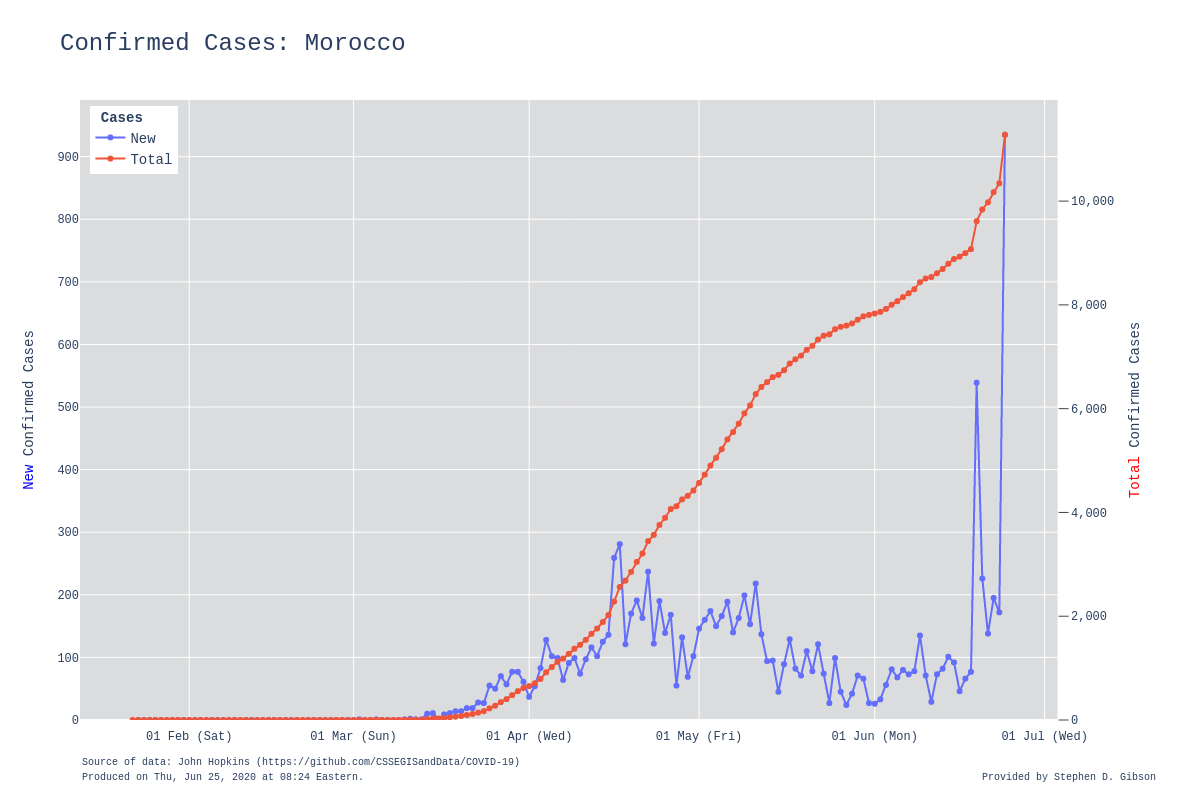 Confirmed Cases: Morocco
Cases
New
Total
900
800
700
600
500
400
300
200
100
0
New Confirmed Cases
10,000
8,000
6,000
4,000
2,000
0
Total Confirmed Cases
01 Feb (Sat)
01 Mar (Sun)
01 Apr (Wed)
01 May (Fri)
01 Jun (Mon)
01 Jul (Wed)
Source of data: John Hopkins (https://github.com/CSSEGISandData/COVID-19)
Produced on Thu, Jun 25, 2020 at 08:24 Eastern.
Provided by Stephen D. Gibson